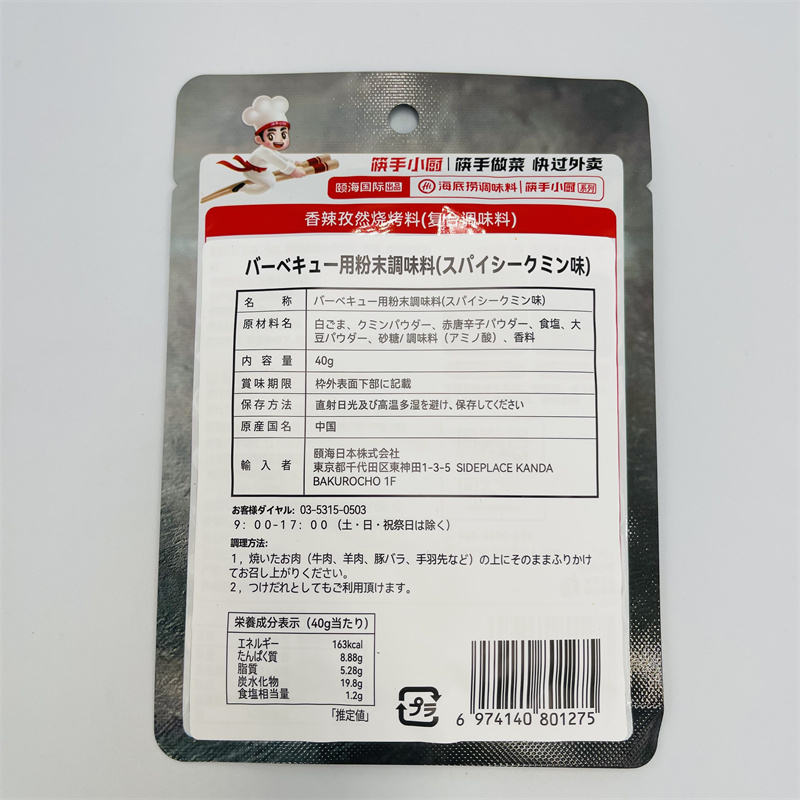 筷手小厨 筷手做菜 快过外卖
颐海国际 出品 Hi 海底捞调味料 筷手小厨 系列
香辣孜然烧烤料(复合调味料)
バーベキュー用粉末調味料(スパイシークミン味)
名称 バーベキュー用粉末調味料(スパイシークミン味)
原材料名 白ごま、クミンパウダー、赤唐辛子パウダー、食塩、大
豆パウダー、砂糖/調味料（アミノ酸）、香料
内容量 40g
賞味期限 枠外表面下部に記載
保存方法 直射日光及び高温多湿を避け、保存してください
原産国名 中国
輸入者 颐海日本株式会社
東京都千代田区東神田1-3-5 SIDEPLACE KANDA
BAKUROCHO 1F
お客様ダイヤル: 03-5315-0503
9：00-17：00（土・日・祝祭日は除く）
調理方法:
1，焼いたお肉（牛肉、羊肉、豚バラ、手羽先など）の上にそのままふりかけ
てお召し上がりください。
2，つけだれとしてもご利用頂けます。
栄養成分表示（40g当たり）
エネルギー 163kcal
たんぱく質 8.88g
脂質 5.28g
炭水化物 19.8g
食塩相当量 1.2g
「推定値」
プラ
6 974140 801275